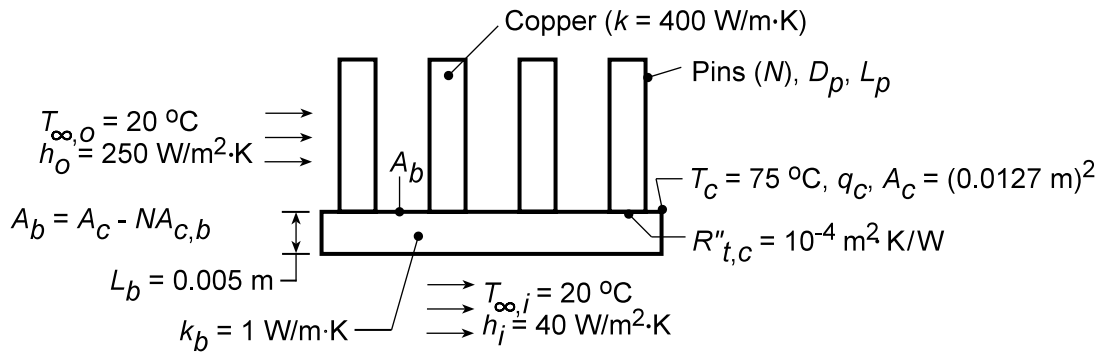 Copper (k = 400 W/m·K)
Pins (N), D_p, L_p
T_∞,o = 20 °C
h_o = 250 W/m²·K
A_b
T_c = 75 °C, q_c, A_c = (0.0127 m)²
A_b = A_c - NA_c,b
R''_t,c = 10⁻⁴ m²·K/W
L_b = 0.005 m
T_∞,i = 20 °C
k_b = 1 W/m·K
h_i = 40 W/m²·K